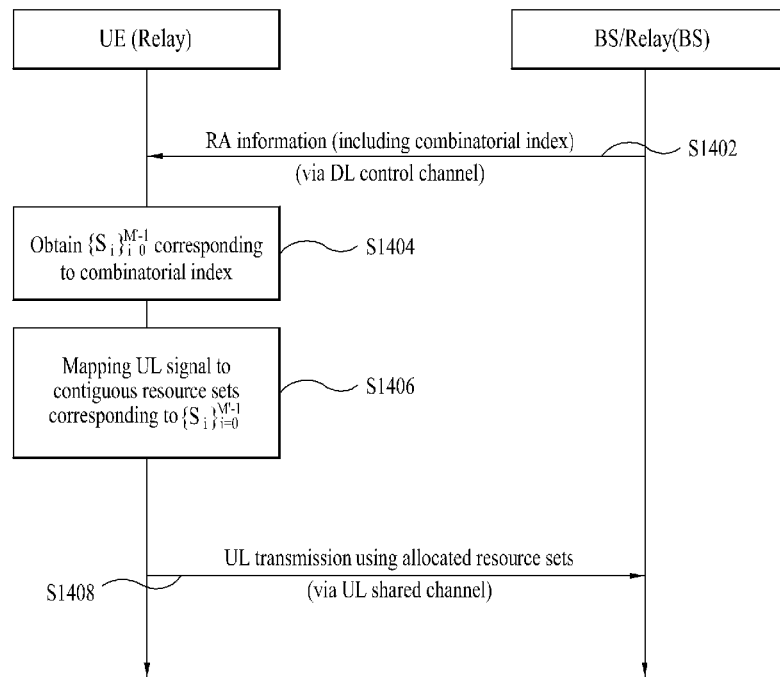 UE (Relay)
BS/Relay(BS)
RA information (including combinatorial index)
(via DL control channel)
S1402
Obtain {S_i}_{i=0}^{M'-1} corresponding
to combinatorial index
S1404
Mapping UL signal to
contiguous resource sets
corresponding to {S_i}_{i=0}^{M'-1}
S1406
UL transmission using allocated resource sets
(via UL shared channel)
S1408